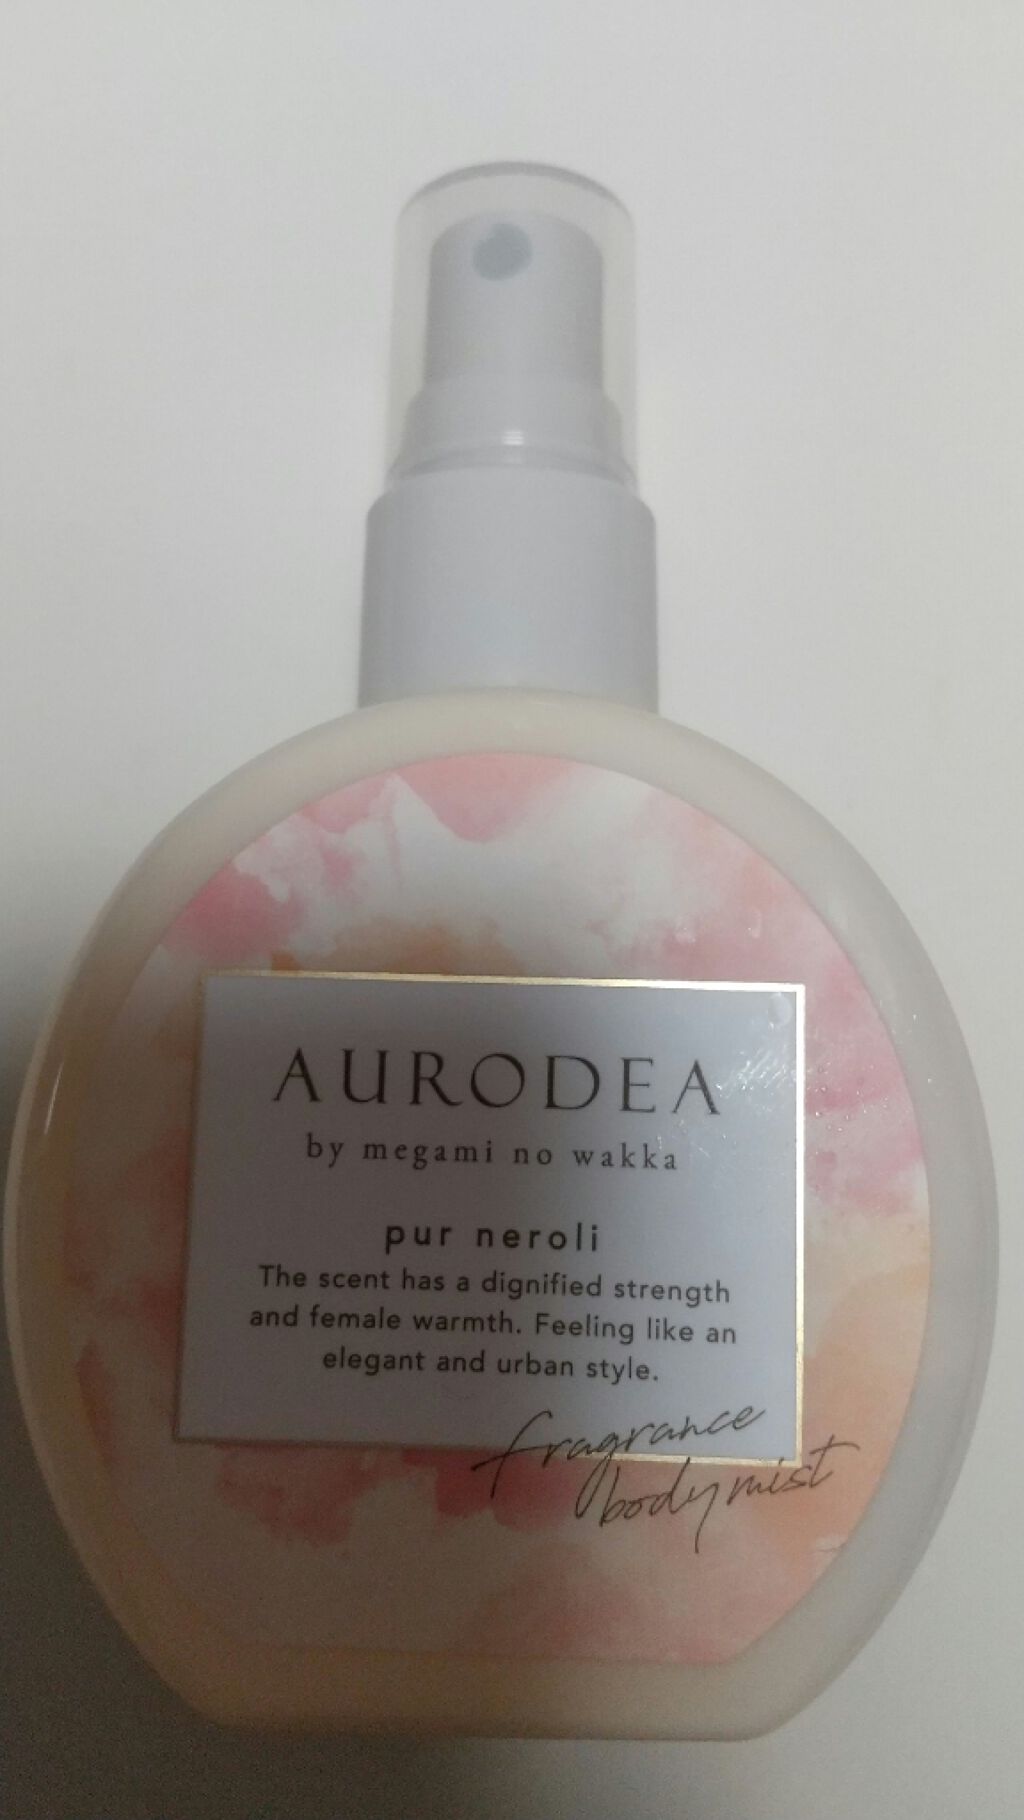 AURODEA
by megami no wakka
pur neroli
The scent has a dignified strength
and female warmth. Feeling like an
elegant and urban style.
fragrance
body mist